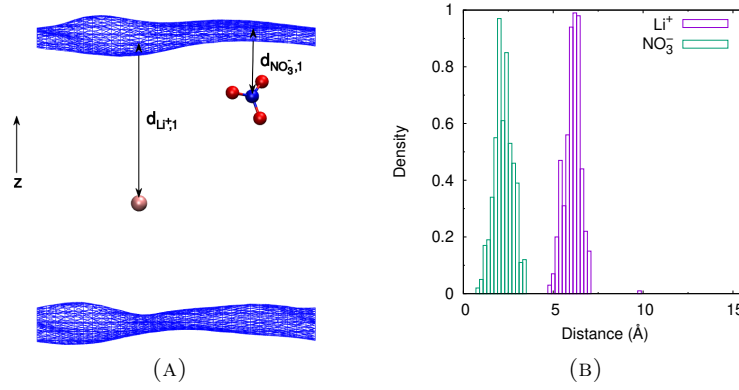 d_{NO_3^-,1}
d_{Li^+,1}
z
(A)
Li^+
NO_3^-
1
0.8
0.6
0.4
0.2
0
Density
0 5 10 15
Distance (Å)
(B)